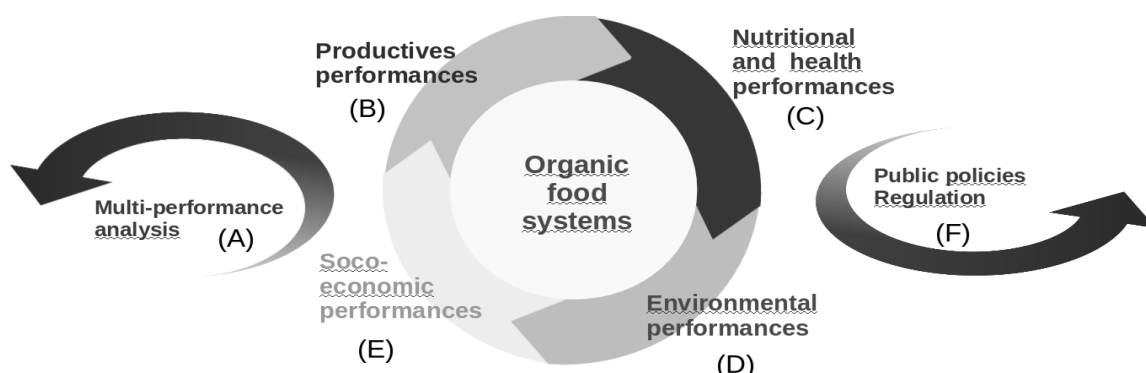 Productives
performances
(B)
Nutritional
and health
performances
(C)
Multi-performance
analysis
(A)
Organic
food
systems
Public policies
Regulation
(F)
Soco-
economic
performances
(E)
Environmental
performances
(D)